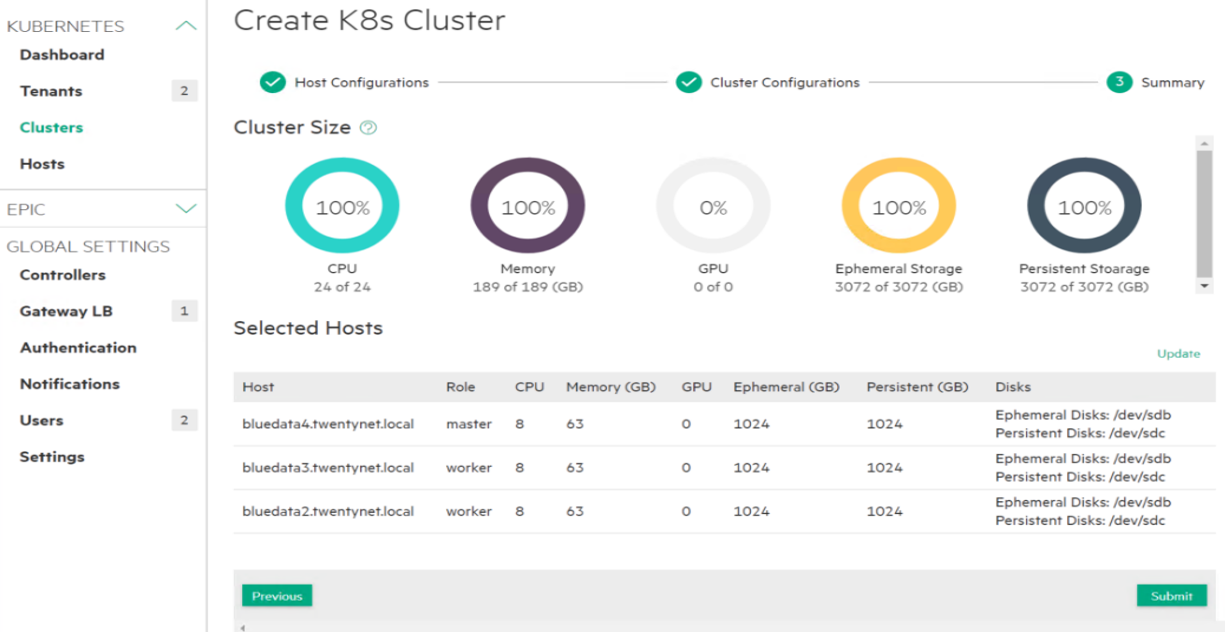 KUBERNETES
Dashboard
Tenants 2
Clusters
Hosts
EPIC
GLOBAL SETTINGS
Controllers
Gateway LB 1
Authentication
Notifications
Users 2
Settings
Create K8s Cluster
Host Configurations Cluster Configurations 3 Summary
Cluster Size ?
100% 100% 0% 100% 100%
CPU Memory GPU Ephemeral Storage Persistent Stoarage
24 of 24 189 of 189 (GB) 0 of 0 3072 of 3072 (GB) 3072 of 3072 (GB)
Selected Hosts
Update
Host Role CPU Memory (GB) GPU Ephemeral (GB) Persistent (GB) Disks
bluedata4.twentynet.local master 8 63 0 1024 1024 Ephemeral Disks: /dev/sdb
Persistent Disks: /dev/sdc
bluedata3.twentynet.local worker 8 63 0 1024 1024 Ephemeral Disks: /dev/sdb
Persistent Disks: /dev/sdc
bluedata2.twentynet.local worker 8 63 0 1024 1024 Ephemeral Disks: /dev/sdb
Persistent Disks: /dev/sdc
Previous Submit